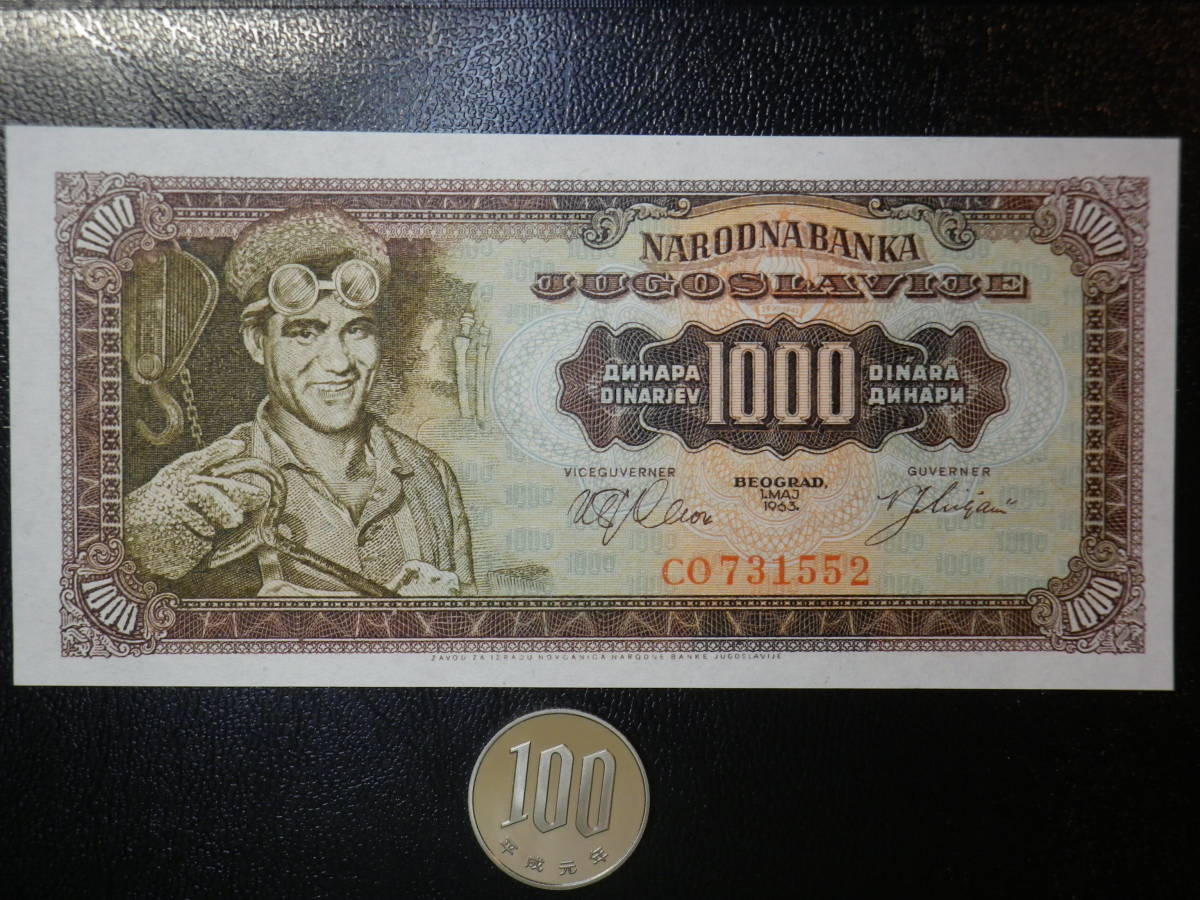 1000 1000
NARODNA BANKA
JUGOSLAVIJE
ДИНАРА 1000 DINARA
DINARJEV ДИНАРИ
VICEGUVERNER BEOGRAD, GUVERNER
1. MAJ
1963.
CO 731552
1000 1000
ZAVOD ZA IZRADU NOVČANICA NARODNE BANKE JUGOSLAVIJE
100
平成元年